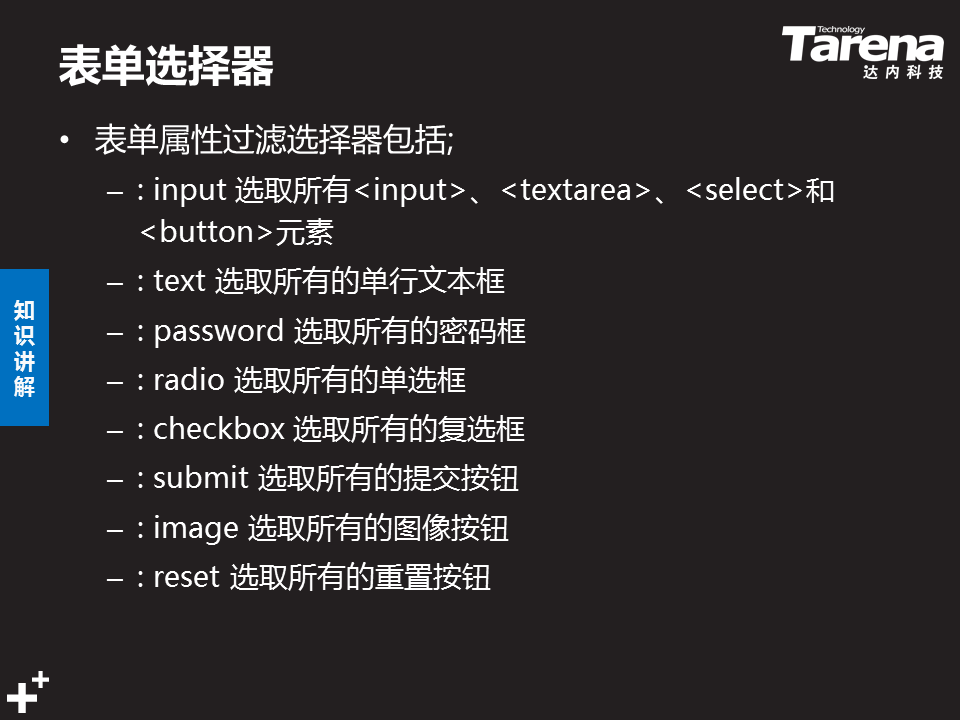 表单选择器
Technology
Tarena
达内科技
• 表单属性过滤选择器包括;
– : input 选取所有<input>、<textarea>、<select>和
<button>元素
– : text 选取所有的单行文本框
– : password 选取所有的密码框
– : radio 选取所有的单选框
– : checkbox 选取所有的复选框
– : submit 选取所有的提交按钮
– : image 选取所有的图像按钮
– : reset 选取所有的重置按钮
知
识
讲
解